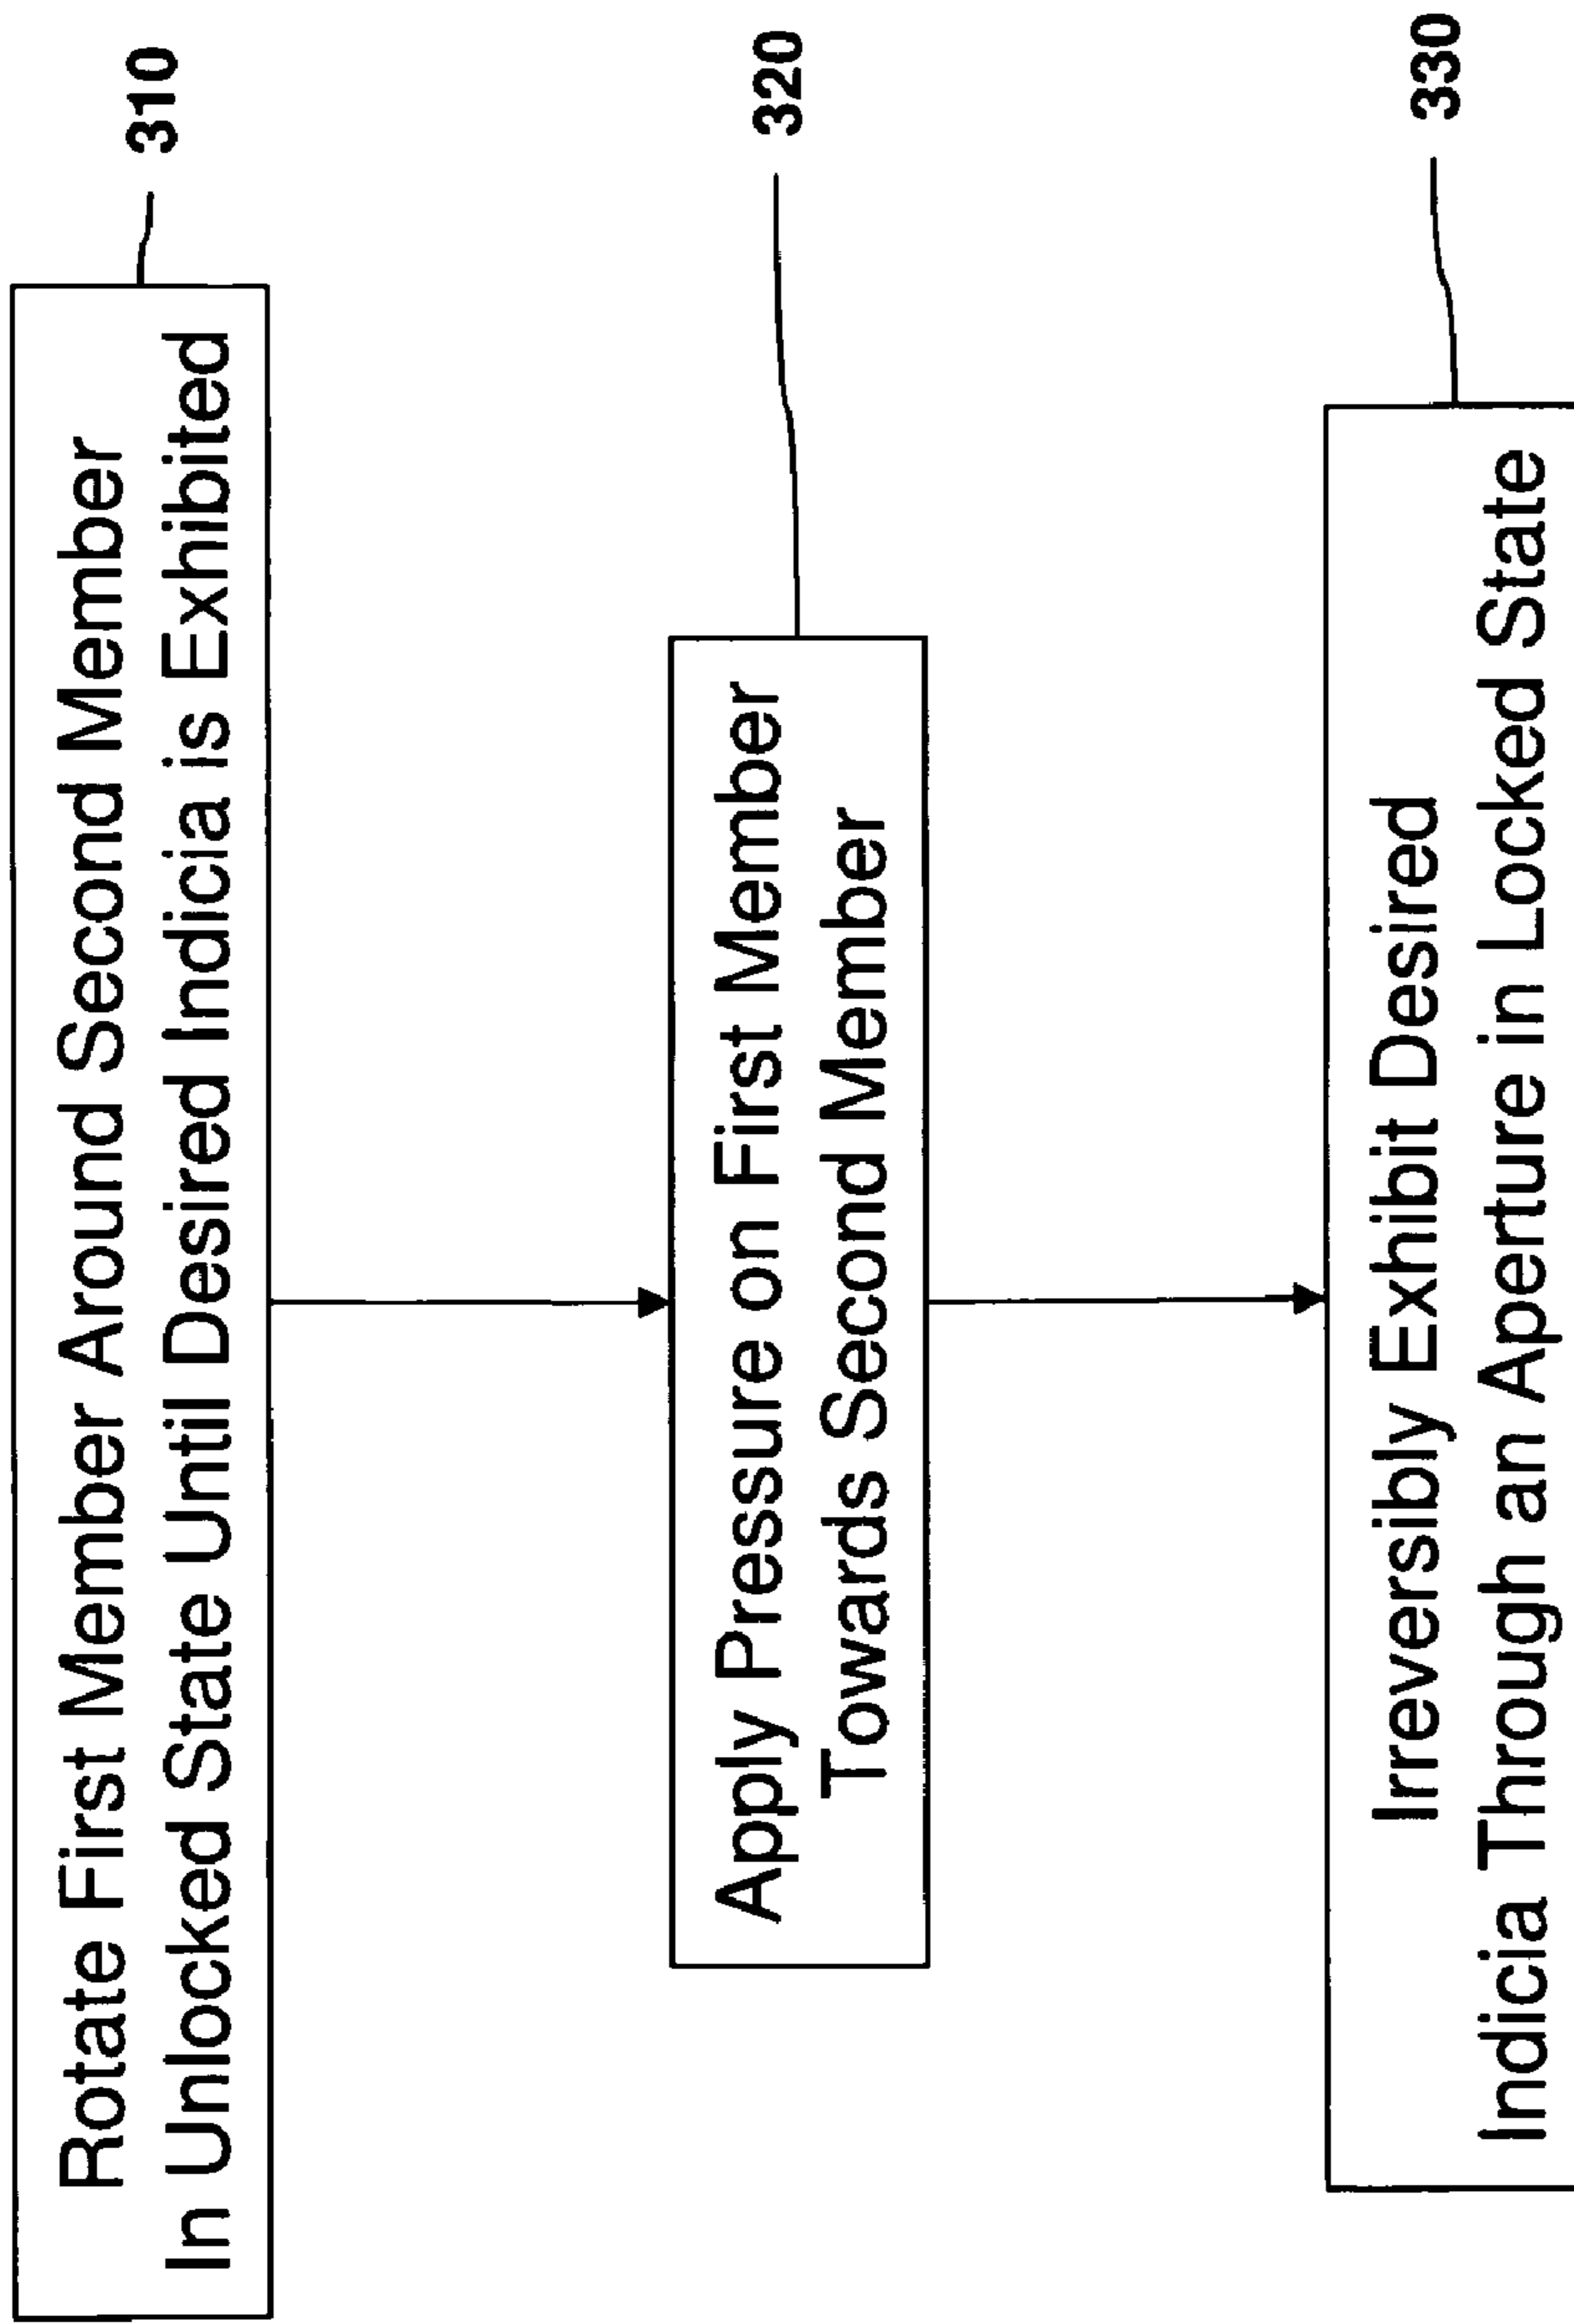 Rotate First Member Around Second Member
In Unlocked State Until Desired Indicia is Exhibited
310
Apply Pressure on First Member
Towards Second Member
320
Irreversibly Exhibit Desired
Indicia Through an Aperture in Locked State
330